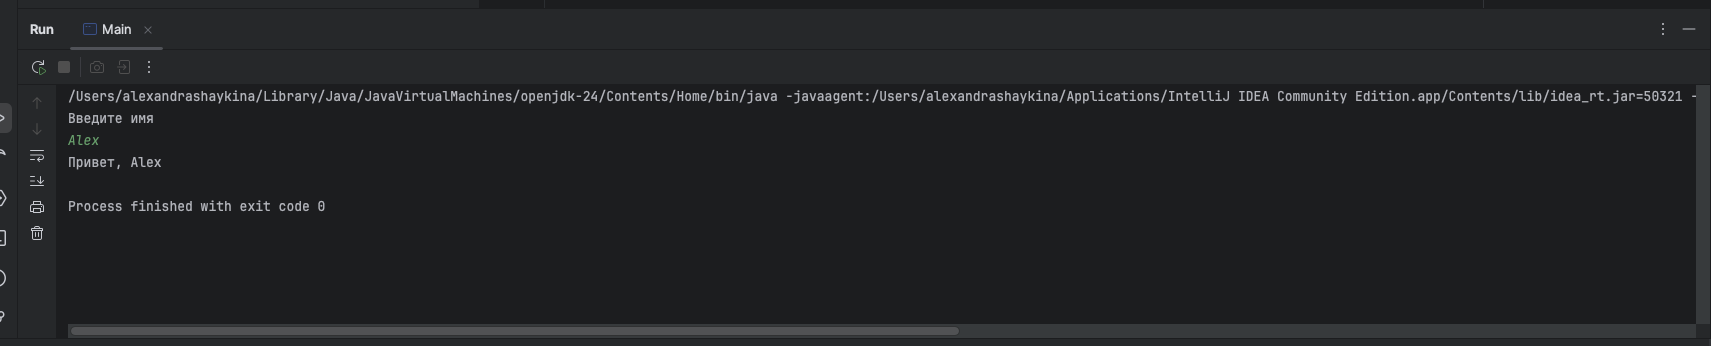 Run Main
/Users/alexandrashaykina/Library/Java/JavaVirtualMachines/openjdk-24/Contents/Home/bin/java -javaagent:/Users/alexandrashaykina/Applications/IntelliJ IDEA Community Edition.app/Contents/lib/idea_rt.jar=50321 -
Введите имя
Alex
Привет, Alex
Process finished with exit code 0